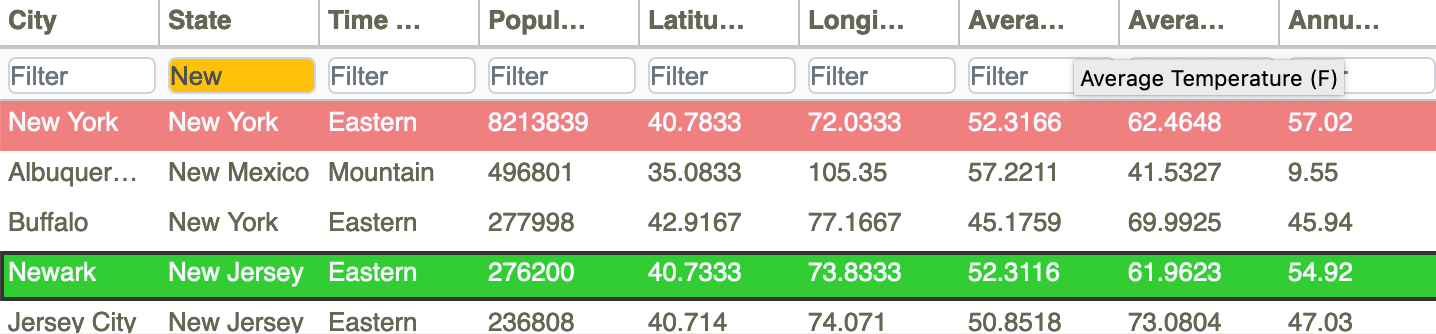 City State Time ... Popul... Latitu... Longi... Avera... Avera... Annu...
Filter New Filter Filter Filter Filter Filter Average Temperature (F)
New York New York Eastern 8213839 40.7833 72.0333 52.3166 62.4648 57.02
Albuquer... New Mexico Mountain 496801 35.0833 105.35 57.2211 41.5327 9.55
Buffalo New York Eastern 277998 42.9167 77.1667 45.1759 69.9925 45.94
Newark New Jersey Eastern 276200 40.7333 73.8333 52.3116 61.9623 54.92
Jersey City New Jersey Eastern 236808 40.714 74.071 50.8518 73.0804 47.03